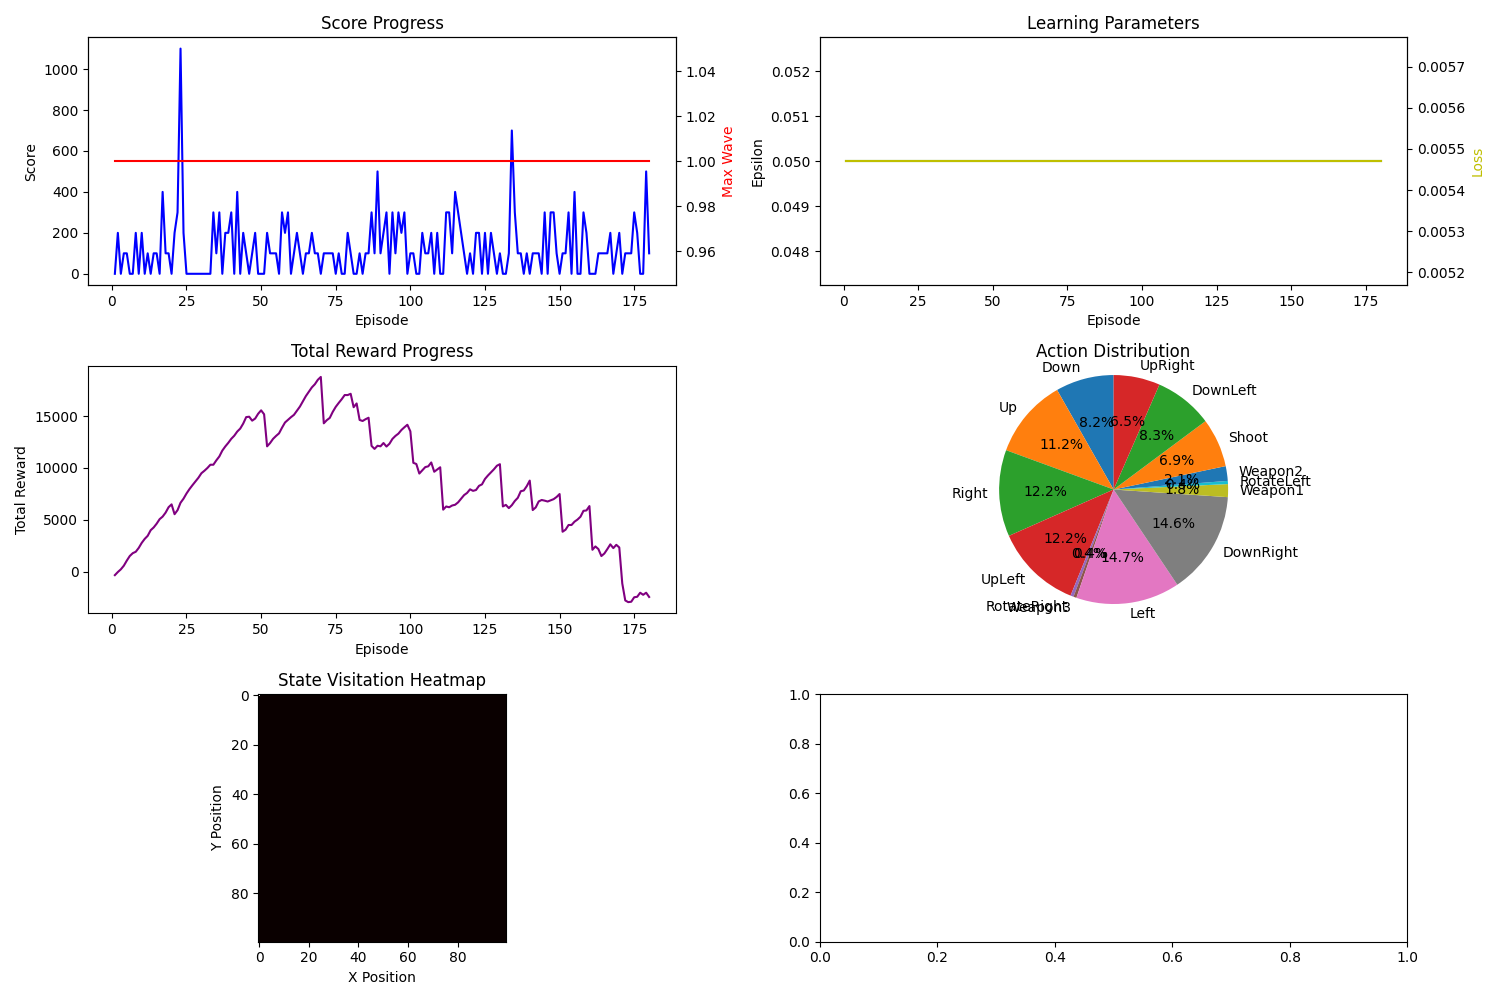 Score Progress
Score
1000
800
600
400
200
0
0 25 50 75 100 125 150 175
Episode
1.04
1.02
1.00
0.98
0.96
Max Wave
Learning Parameters
Epsilon
0.052
0.051
0.050
0.049
0.048
0 25 50 75 100 125 150 175
Episode
0.0057
0.0056
0.0055
0.0054
0.0053
0.0052
Loss
Total Reward Progress
Total Reward
15000
10000
5000
0
0 25 50 75 100 125 150 175
Episode
Action Distribution
Down
UpRight
DownLeft
Up
Shoot
Weapon2
RotateLeft
Weapon1
Right
DownRight
UpLeft
RotateRight
Weapon3
Left
8.2%
6.5%
8.3%
11.2%
6.9%
2.1%
0.4%
1.8%
12.2%
14.6%
12.2%
0.4%
14.7%
State Visitation Heatmap
Y Position
0
20
40
60
80
0 20 40 60 80
X Position
1.0
0.8
0.6
0.4
0.2
0.0
0.0 0.2 0.4 0.6 0.8 1.0